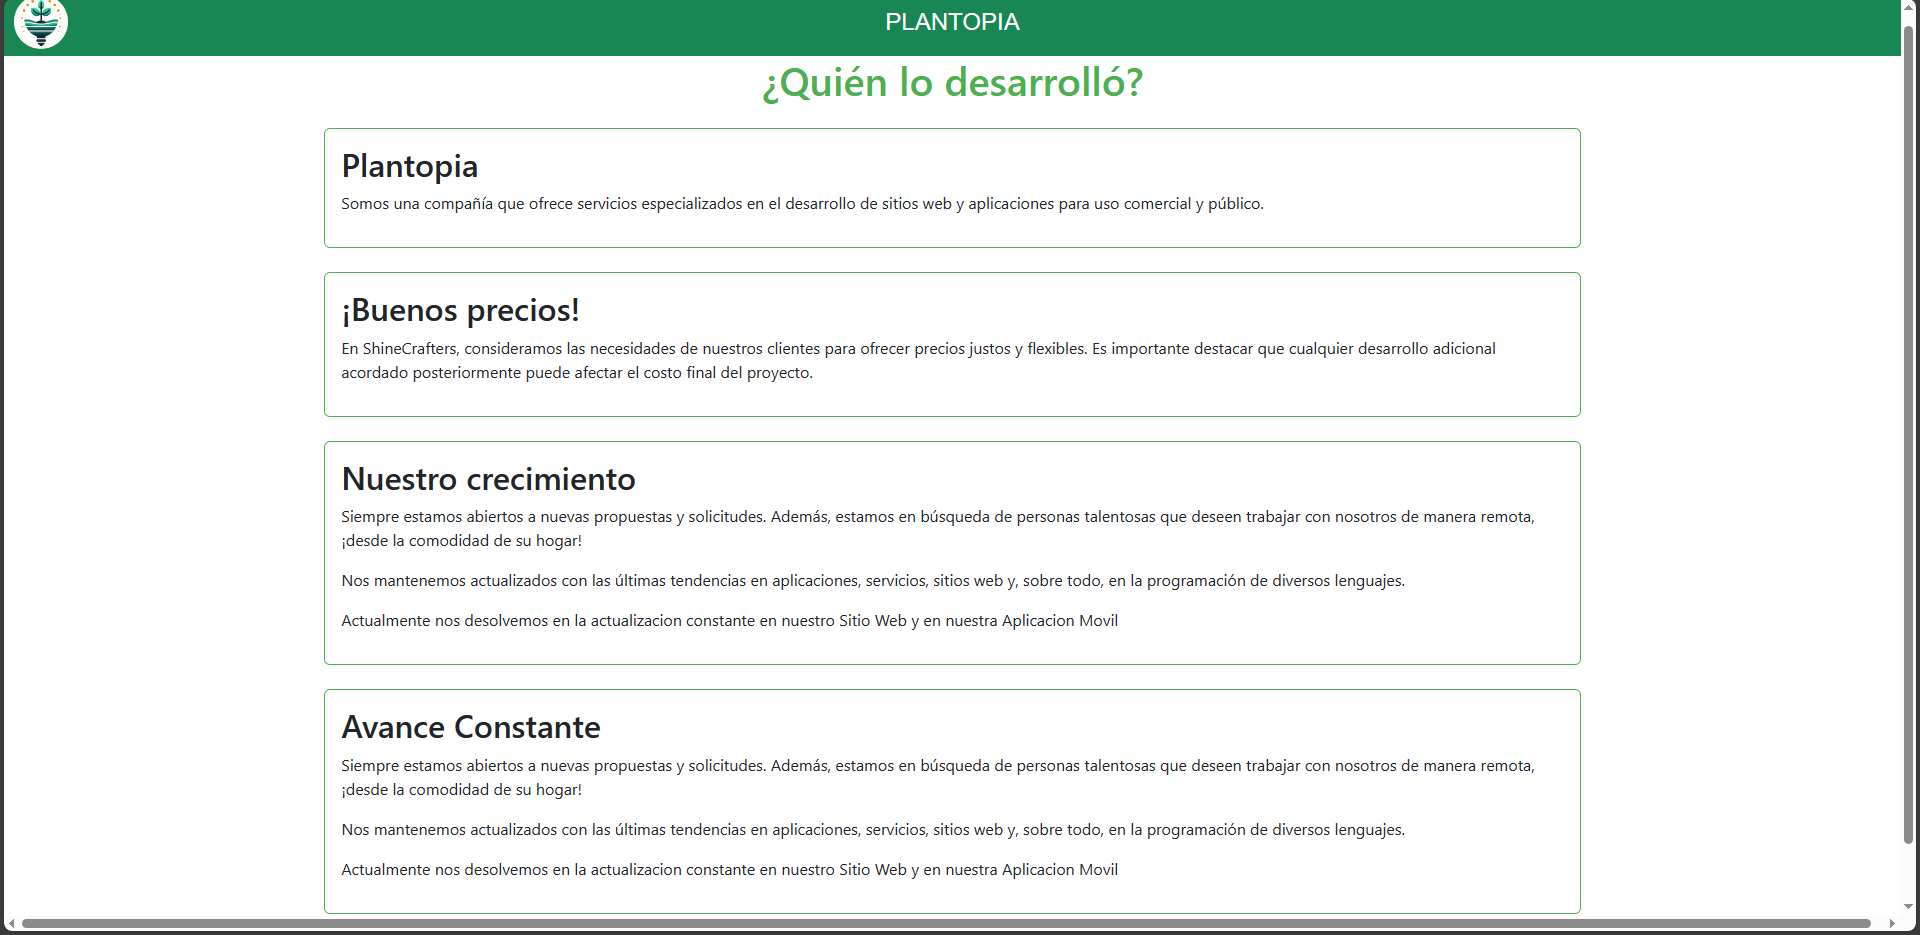 PLANTOPIA
¿Quién lo desarrolló?
Plantopia
Somos una compañía que ofrece servicios especializados en el desarrollo de sitios web y aplicaciones para uso comercial y público.
¡Buenos precios!
En ShineCrafters, consideramos las necesidades de nuestros clientes para ofrecer precios justos y flexibles. Es importante destacar que cualquier desarrollo adicional
acordado posteriormente puede afectar el costo final del proyecto.
Nuestro crecimiento
Siempre estamos abiertos a nuevas propuestas y solicitudes. Además, estamos en búsqueda de personas talentosas que deseen trabajar con nosotros de manera remota,
¡desde la comodidad de su hogar!
Nos mantenemos actualizados con las últimas tendencias en aplicaciones, servicios, sitios web y, sobre todo, en la programación de diversos lenguajes.
Actualmente nos desolvemos en la actualizacion constante en nuestro Sitio Web y en nuestra Aplicacion Movil
Avance Constante
Siempre estamos abiertos a nuevas propuestas y solicitudes. Además, estamos en búsqueda de personas talentosas que deseen trabajar con nosotros de manera remota,
¡desde la comodidad de su hogar!
Nos mantenemos actualizados con las últimas tendencias en aplicaciones, servicios, sitios web y, sobre todo, en la programación de diversos lenguajes.
Actualmente nos desolvemos en la actualizacion constante en nuestro Sitio Web y en nuestra Aplicacion Movil